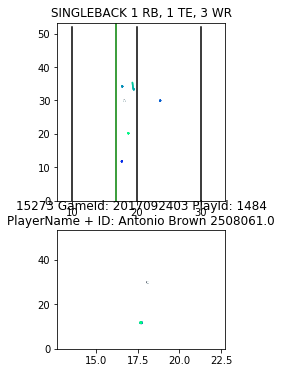 SINGLEBACK 1 RB, 1 TE, 3 WR
50
40
30
20
10
0
10 20 30
15273 GameId: 2017092403 PlayId: 1484
PlayerName + ID: Antonio Brown 2508061.0
40
20
0
15.0 17.5 20.0 22.5